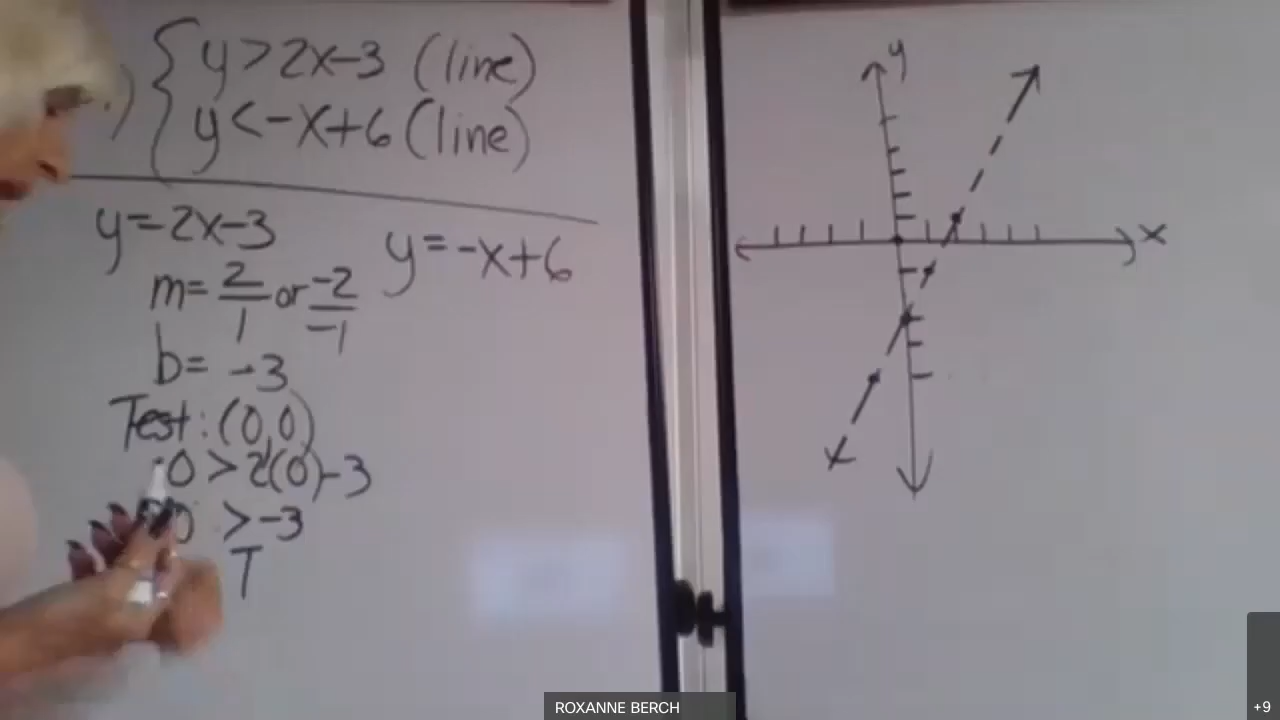 .) { y>2x-3 (line)
y<-x+6 (line)
y=2x-3
m= 2/1 or -2/-1
b= -3
Test: (0,0)
0 > 2(0)-3
0 > -3
T
y=-x+6
y
x
ROXANNE BERCH
+9